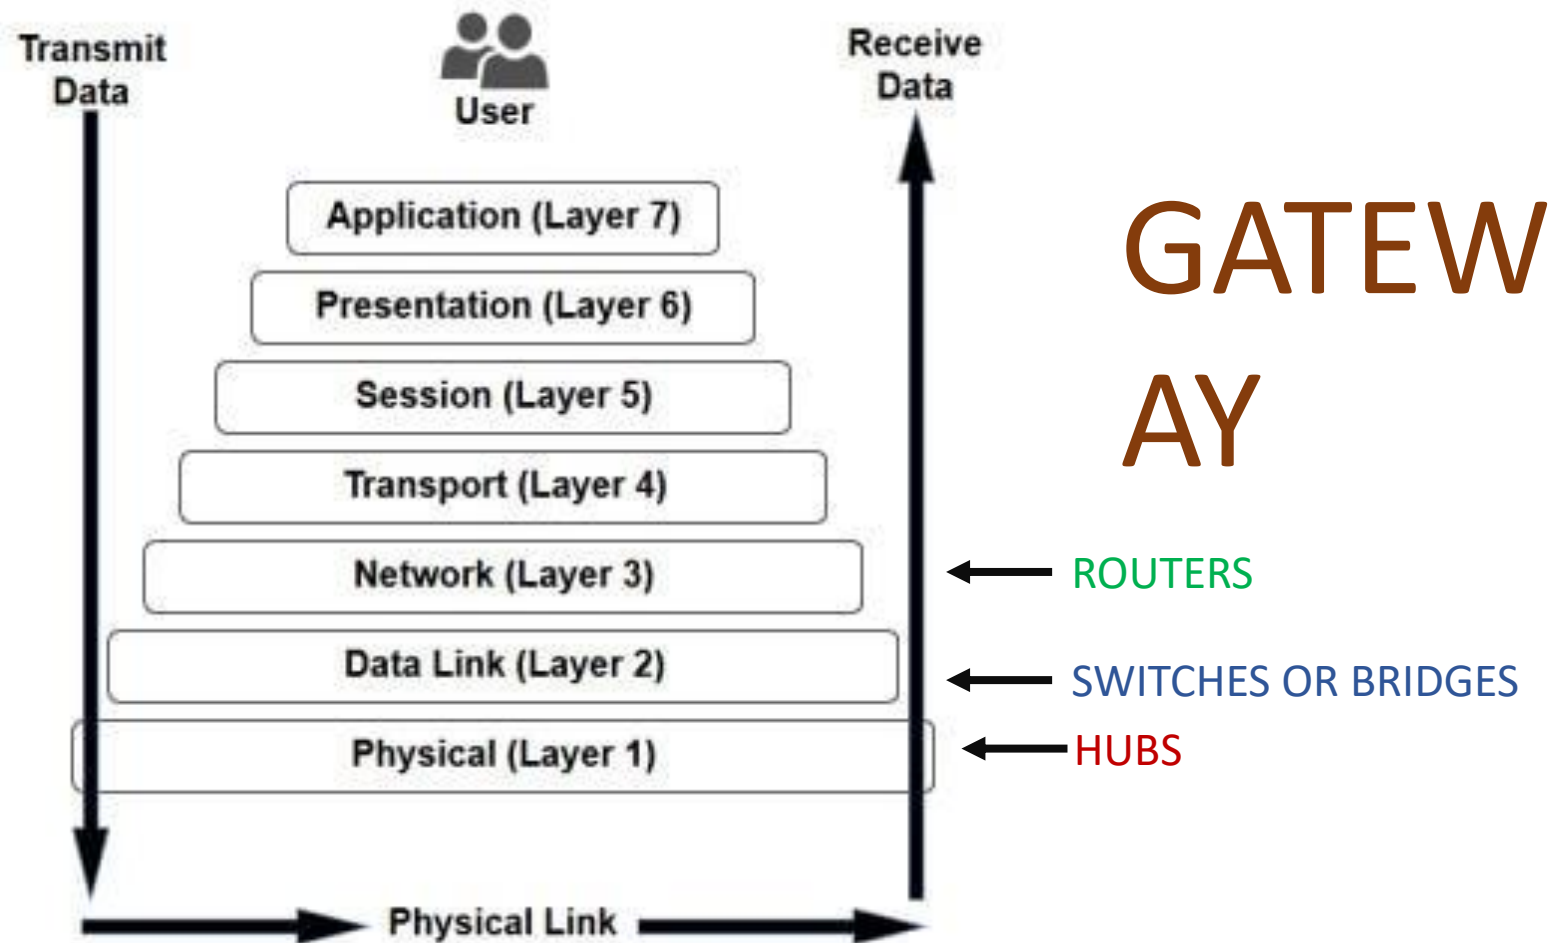 Transmit
Data
User
Receive
Data
Application (Layer 7)
Presentation (Layer 6)
Session (Layer 5)
Transport (Layer 4)
Network (Layer 3)
Data Link (Layer 2)
Physical (Layer 1)
Physical Link
GATEW
AY
ROUTERS
SWITCHES OR BRIDGES
HUBS